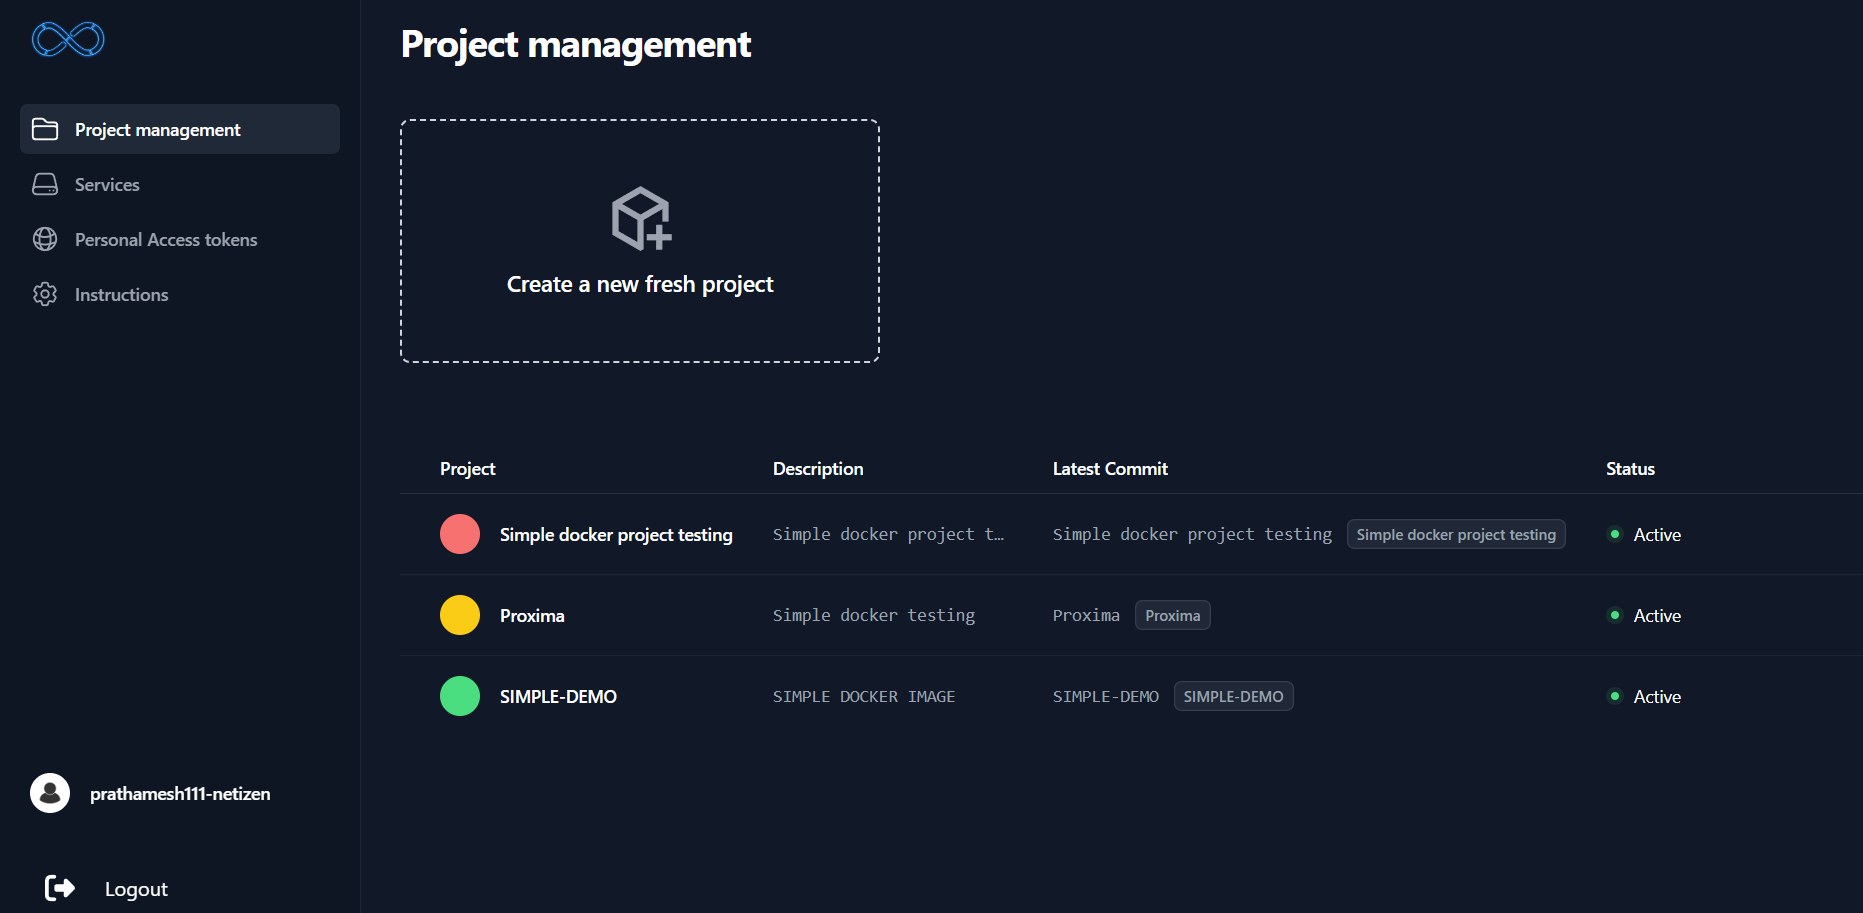 Project management
Services
Personal Access tokens
Instructions
prathamesh111-netizen
Logout
Project management
Create a new fresh project
Project Description Latest Commit Status
Simple docker project testing Simple docker project t… Simple docker project testing Simple docker project testing Active
Proxima Simple docker testing Proxima Proxima Active
SIMPLE-DEMO SIMPLE DOCKER IMAGE SIMPLE-DEMO SIMPLE-DEMO Active